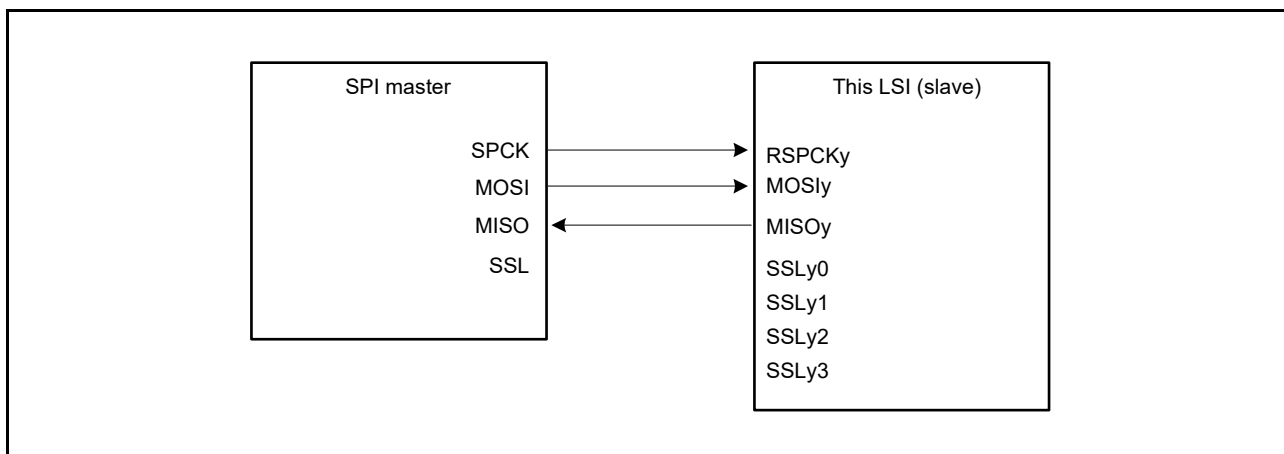 SPI master
SPCK
MOSI
MISO
SSL
This LSI (slave)
RSPCKy
MOSIy
MISOy
SSLy0
SSLy1
SSLy2
SSLy3